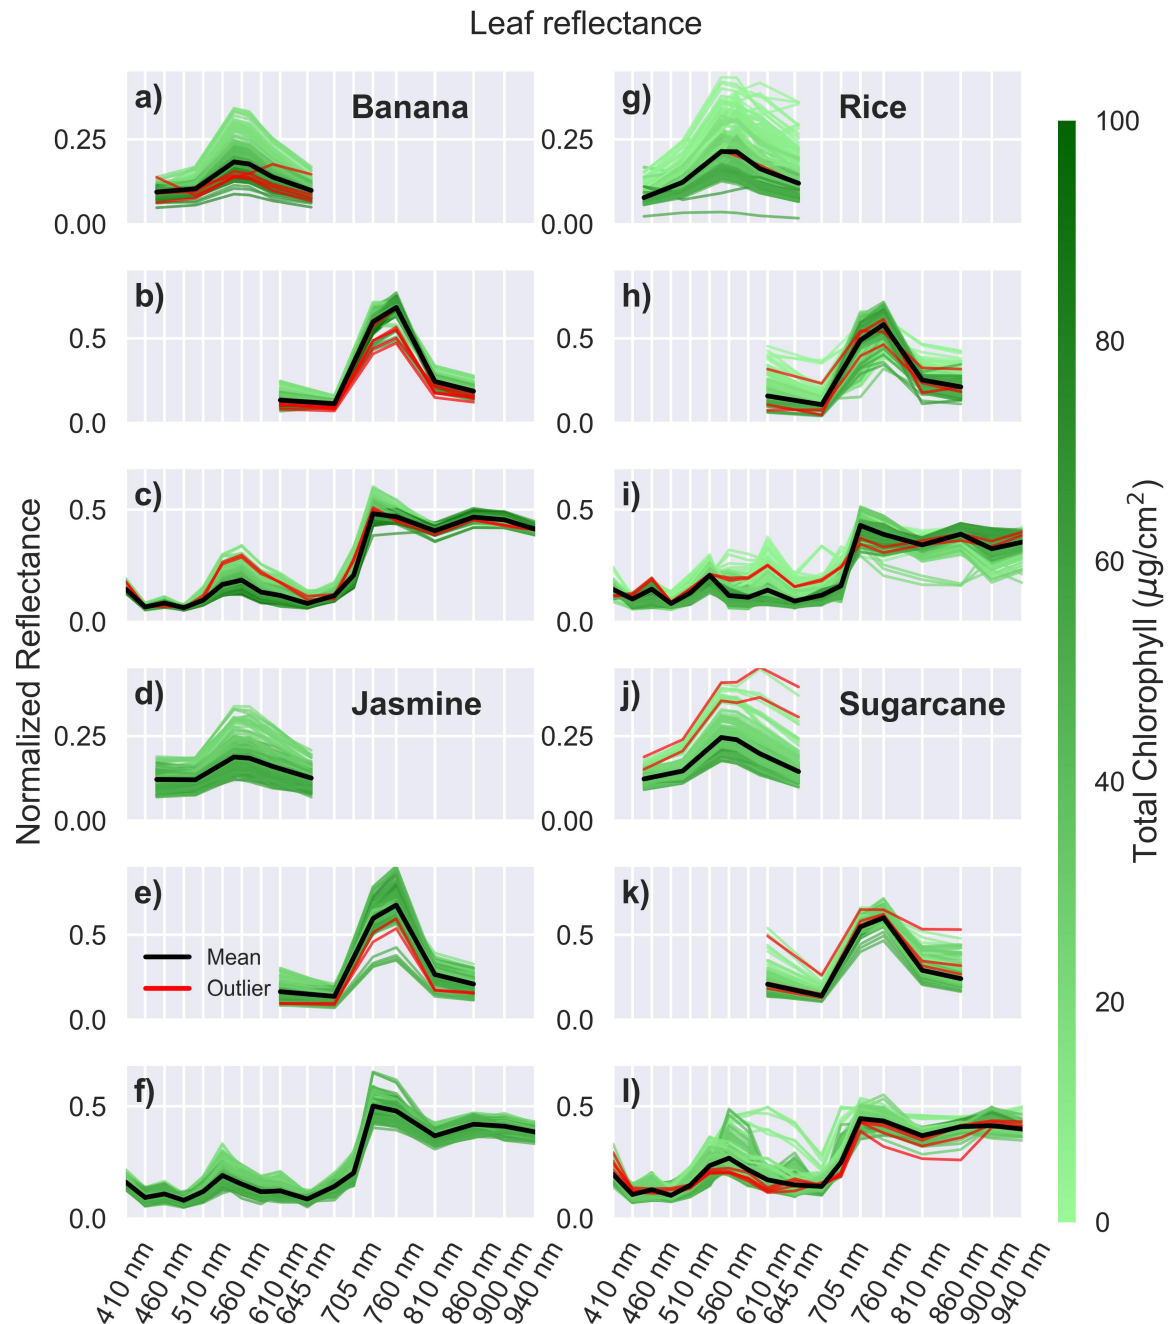 Leaf reflectance
a)
Banana
0.25
0.00
g)
Rice
0.25
0.00
b)
0.5
0.0
h)
0.5
0.0
c)
0.5
0.0
i)
0.5
0.0
d)
Jasmine
0.25
0.00
j)
Sugarcane
0.25
0.00
e)
0.5
0.0
Mean
Outlier
k)
0.5
0.0
f)
0.5
0.0
l)
0.5
0.0
410 nm
460 nm
510 nm
560 nm
610 nm
645 nm
705 nm
760 nm
810 nm
860 nm
900 nm
940 nm
410 nm
460 nm
510 nm
560 nm
610 nm
645 nm
705 nm
760 nm
810 nm
860 nm
900 nm
940 nm
Normalized Reflectance
100
80
60
40
20
0
Total Chlorophyll (μg/cm²)